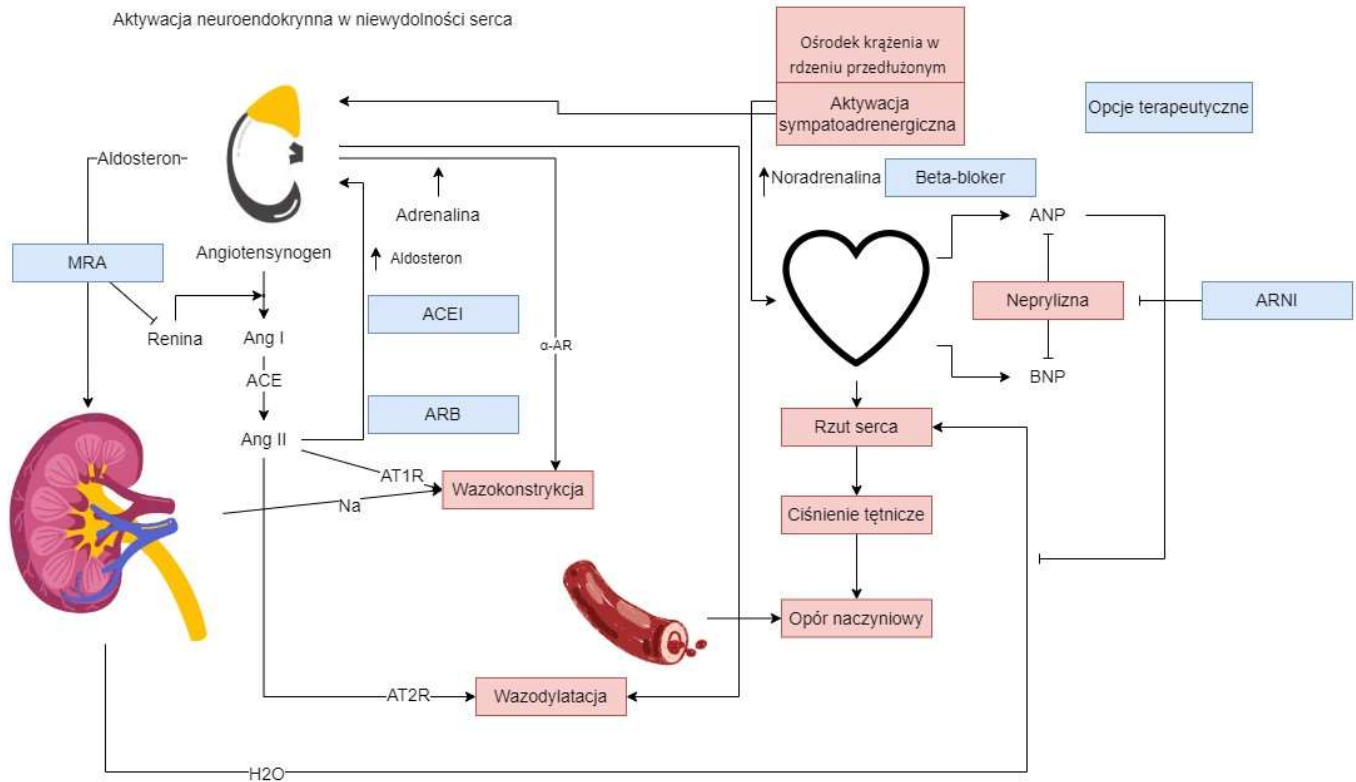 Aktywacja neuroendokrynna w niewydolności serca
Ośrodek krążenia w
rdzeniu przedłużonym
Aktywacja
sympatoadrenergiczna
Opcje terapeutyczne
Aldosteron
Noradrenalina
Beta-bloker
Adrenalina
ANP
MRA
Angiotensynogen
Aldosteron
Neprylizna
ARNI
ACEI
Renina
Ang I
α-AR
ACE
BNP
ARB
Rzut serca
Ang II
AT1R
Wazokonstrykcja
Na
Ciśnienie tętnicze
Opór naczyniowy
AT2R
Wazodylatacja
H2O